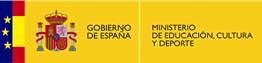 GOBIERNO
DE ESPAÑA
MINISTERIO
DE EDUCACIÓN, CULTURA
Y DEPORTE